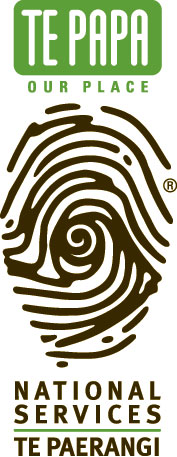 TE PAPA
OUR PLACE
®
NATIONAL
SERVICES
TE PAERANGI